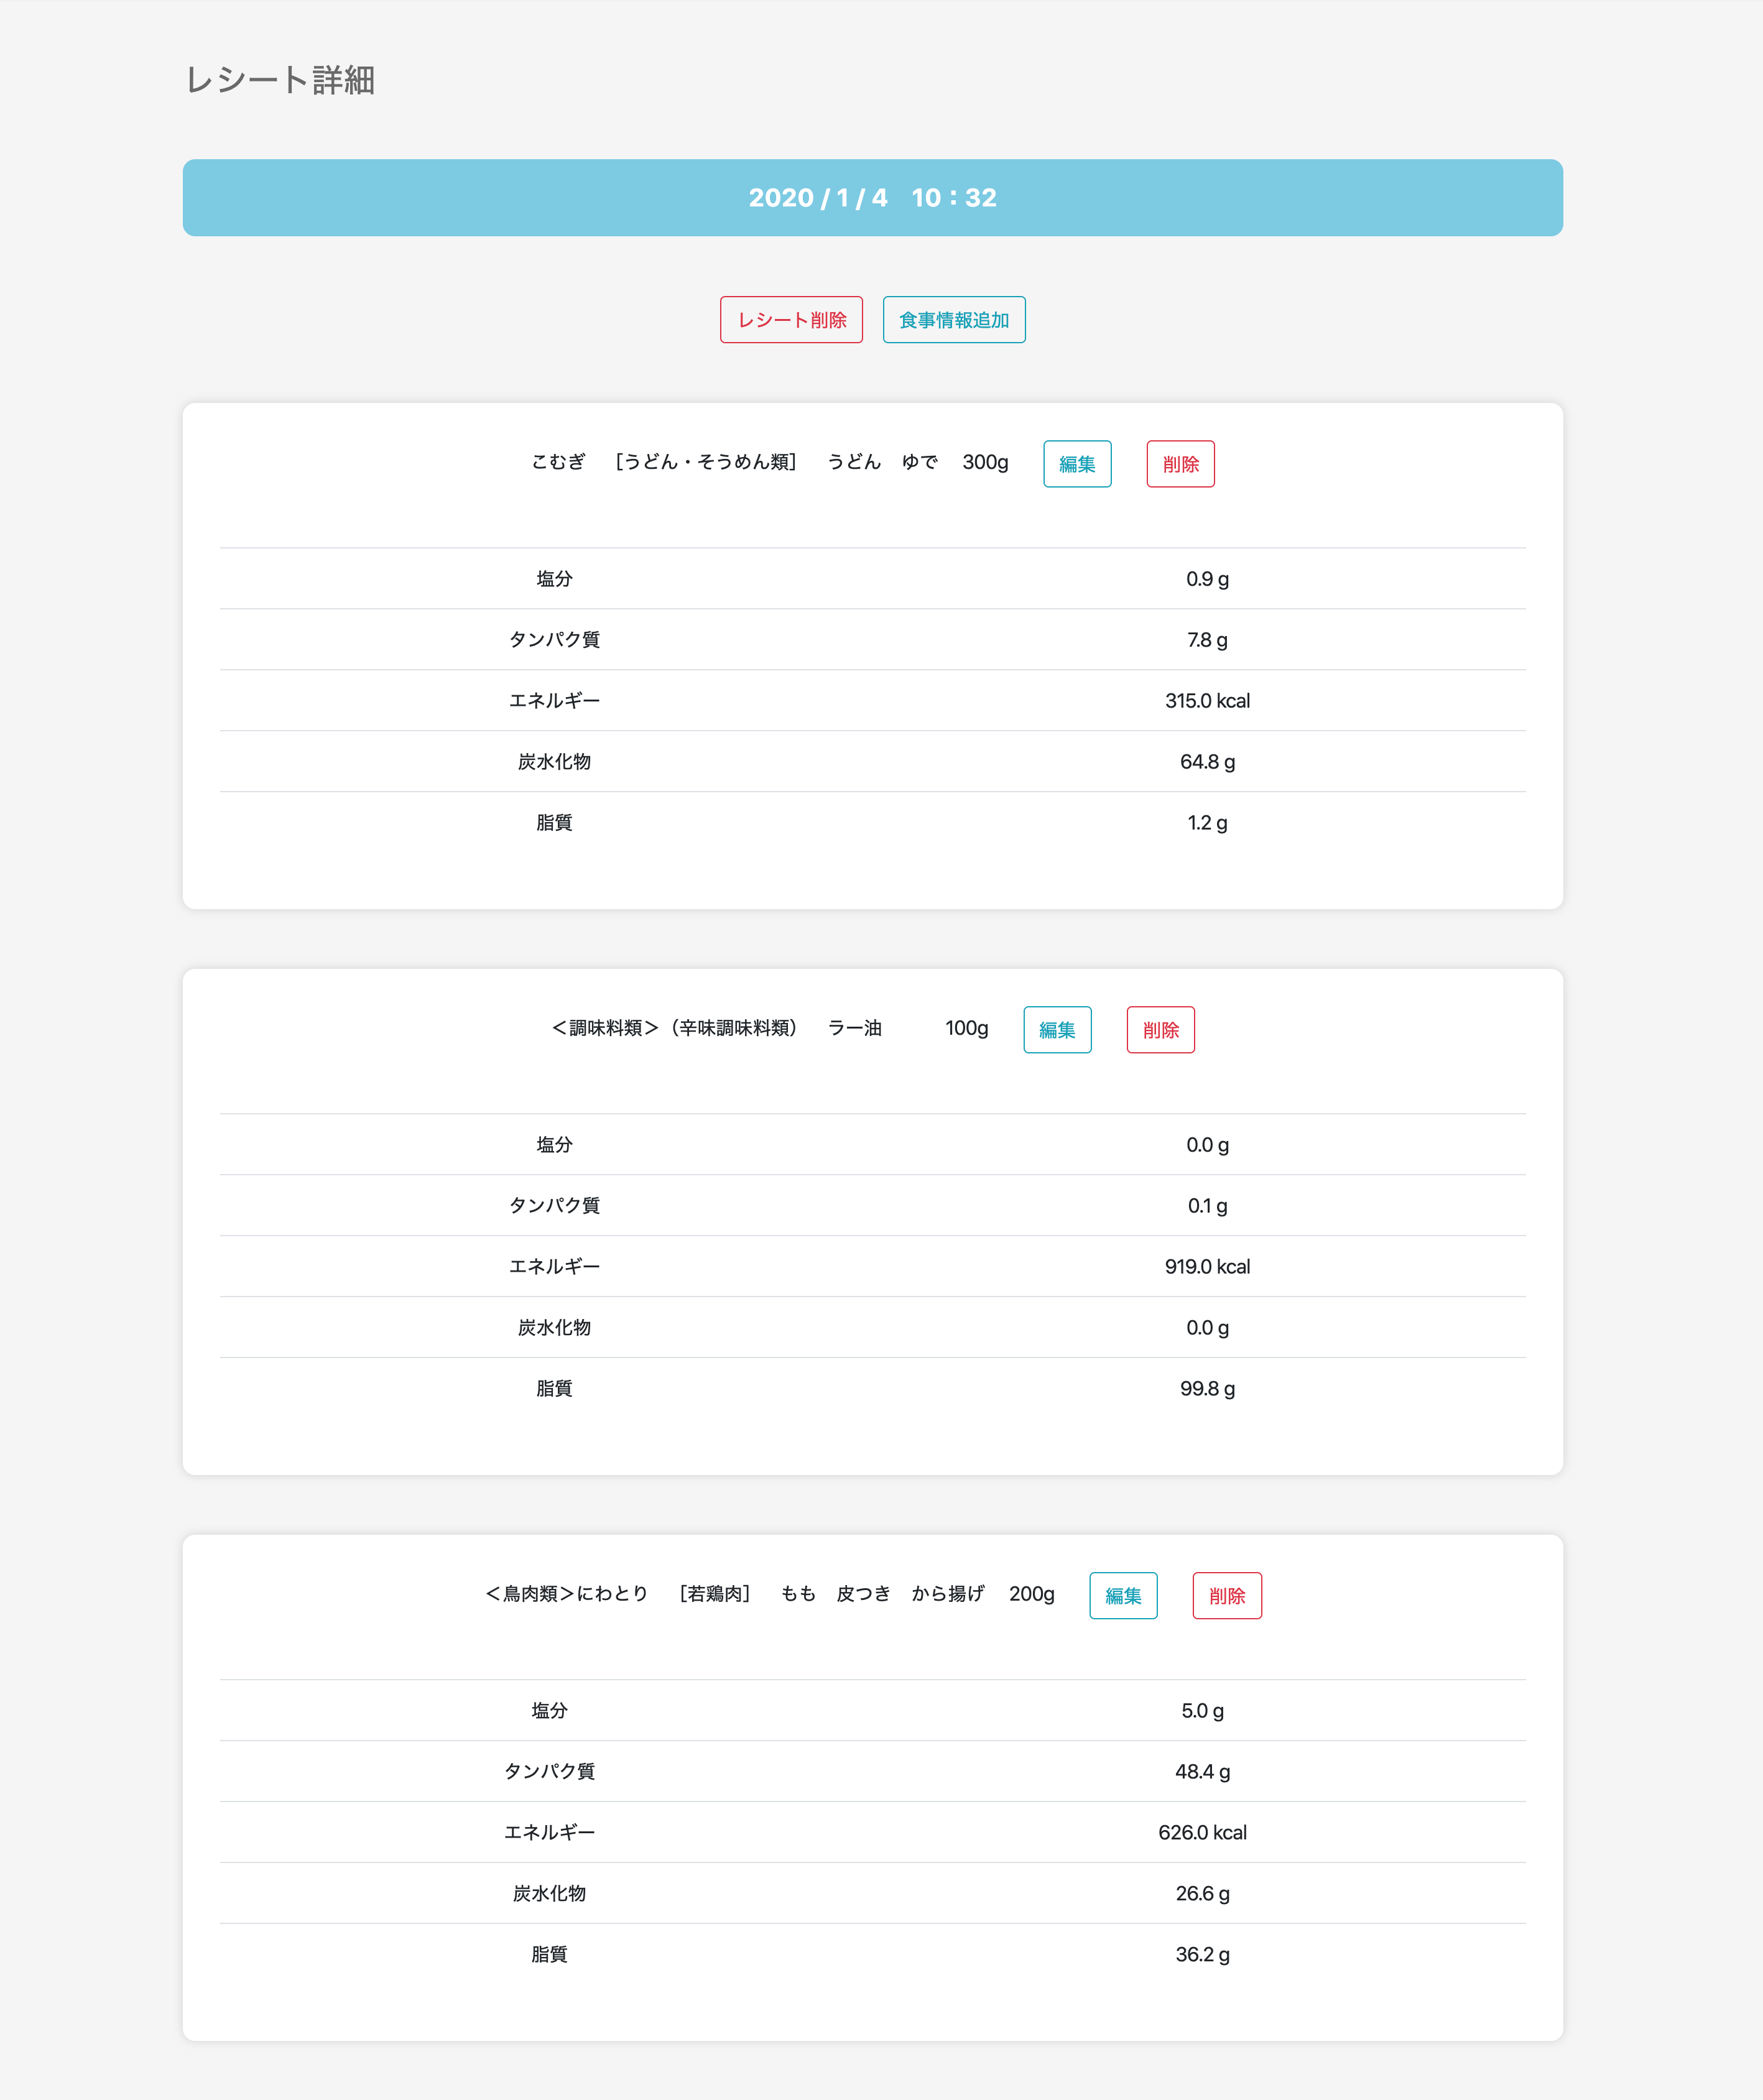 レシート詳細
2020 / 1 / 4　10：32
レシート削除　食事情報追加
こむぎ　［うどん・そうめん類］　うどん　ゆで　300g　編集　削除
塩分　0.9 g
タンパク質　7.8 g
エネルギー　315.0 kcal
炭水化物　64.8 g
脂質　1.2 g
＜調味料類＞（辛味調味料類）　ラー油　　　100g　編集　削除
塩分　0.0 g
タンパク質　0.1 g
エネルギー　919.0 kcal
炭水化物　0.0 g
脂質　99.8 g
＜鳥肉類＞にわとり　［若鶏肉］　もも　皮つき　から揚げ　200g　編集　削除
塩分　5.0 g
タンパク質　48.4 g
エネルギー　626.0 kcal
炭水化物　26.6 g
脂質　36.2 g